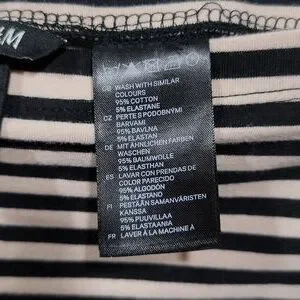 &M
GB WASH WITH SIMILAR
COLOURS
95% COTTON
5% ELASTANE
CZ PERTE S PODOBNÝMI
BARVAMI
95% BAVLNA
5% ELASTAN
DE MIT ÄHNLICHEN FARBEN
WASCHEN
95% BAUMWOLLE
5% ELASTHAN
ES LAVAR CON PRENDAS DE
COLOR PARECIDO
95% ALGODÓN
5% ELASTANO
FI PESTÄÄN SAMANVÄRISTEN
KANSSA
95% PUUVILLAA
5% ELASTAANIA
FR LAVER À LA MACHINE À